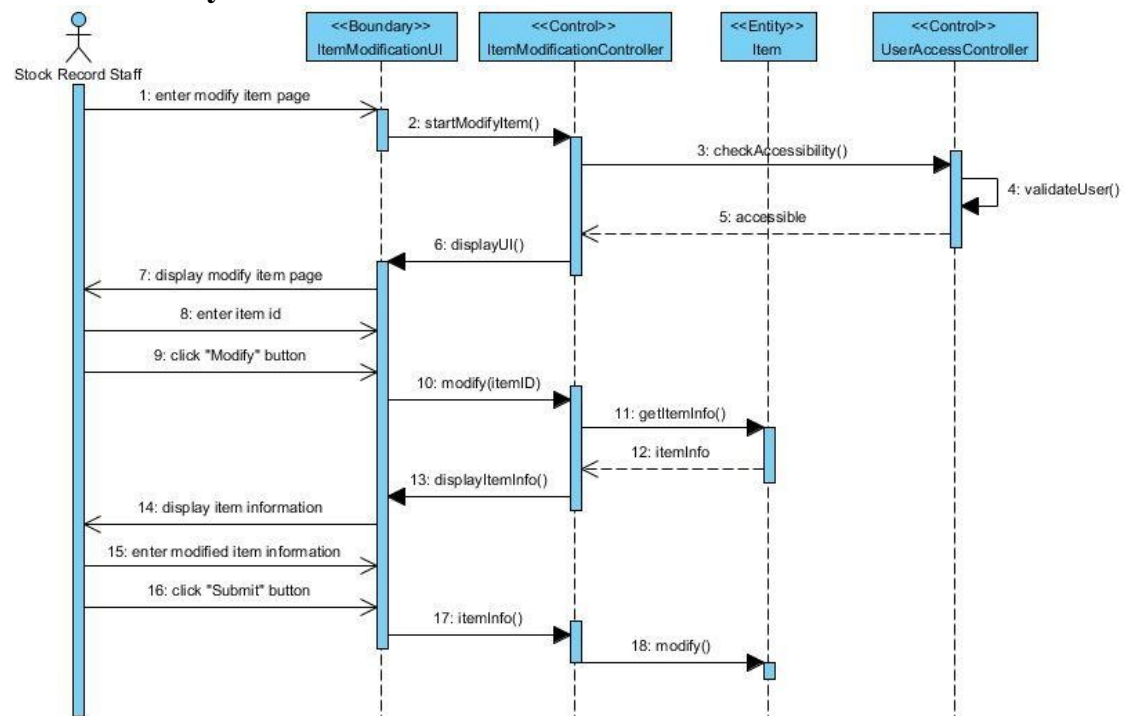 <<Boundary>>
ItemModificationUI
<<Control>>
ItemModificationController
<<Entity>>
Item
<<Control>>
UserAccessController
Stock Record Staff
1: enter modify item page
2: startModifyItem()
3: checkAccessibility()
4: validateUser()
5: accessible
6: displayUI()
7: display modify item page
8: enter item id
9: click "Modify" button
10: modify(itemID)
11: getItemInfo()
12: itemInfo
13: displayItemInfo()
14: display item information
15: enter modified item information
16: click "Submit" button
17: itemInfo()
18: modify()